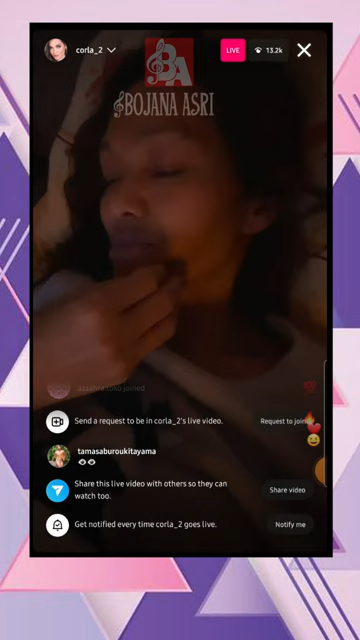 corla_2
LIVE
13.2k
BA
BOJANA ASRI
joined
Send a request to be in corla_2's live video.
Request to join
tamasaburoukitayama
👀
Share this live video with others so they can
watch too.
Share video
Get notified every time corla_2 goes live.
Notify me